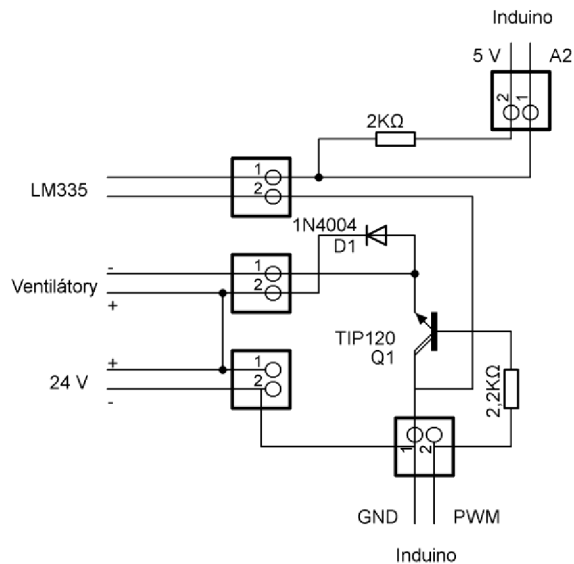 Induino
5 V
A2
2
1
2KΩ
1
2
LM335
1N4004
D1
-
1
Ventilátory
2
+
TIP120
Q1
+
1
24 V
2
-
2,2KΩ
1
2
GND
PWM
Induino